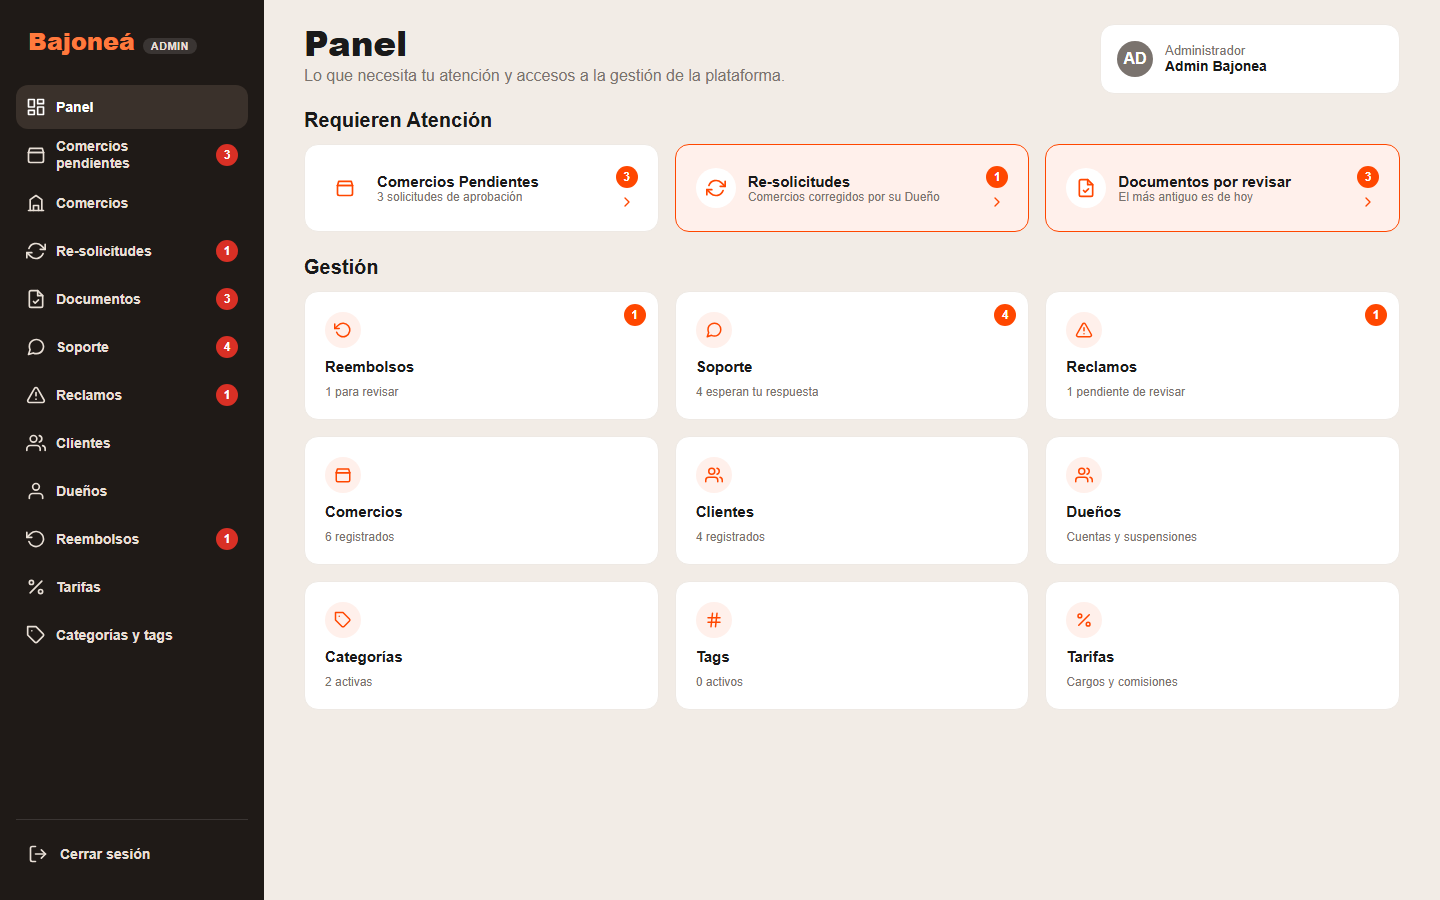 Bajoneá ADMIN
Panel
Comercios
pendientes
3
Comercios
Re-solicitudes 1
Documentos 3
Soporte 4
Reclamos 1
Clientes
Dueños
Reembolsos 1
Tarifas
Categorías y tags
Cerrar sesión
Panel
Lo que necesita tu atención y accesos a la gestión de la plataforma.
AD
Administrador
Admin Bajonea
Requieren Atención
Comercios Pendientes
3 solicitudes de aprobación
3
Re-solicitudes
Comercios corregidos por su Dueño
1
Documentos por revisar
El más antiguo es de hoy
3
Gestión
1
Reembolsos
1 para revisar
4
Soporte
4 esperan tu respuesta
1
Reclamos
1 pendiente de revisar
Comercios
6 registrados
Clientes
4 registrados
Dueños
Cuentas y suspensiones
Categorías
2 activas
Tags
0 activos
Tarifas
Cargos y comisiones